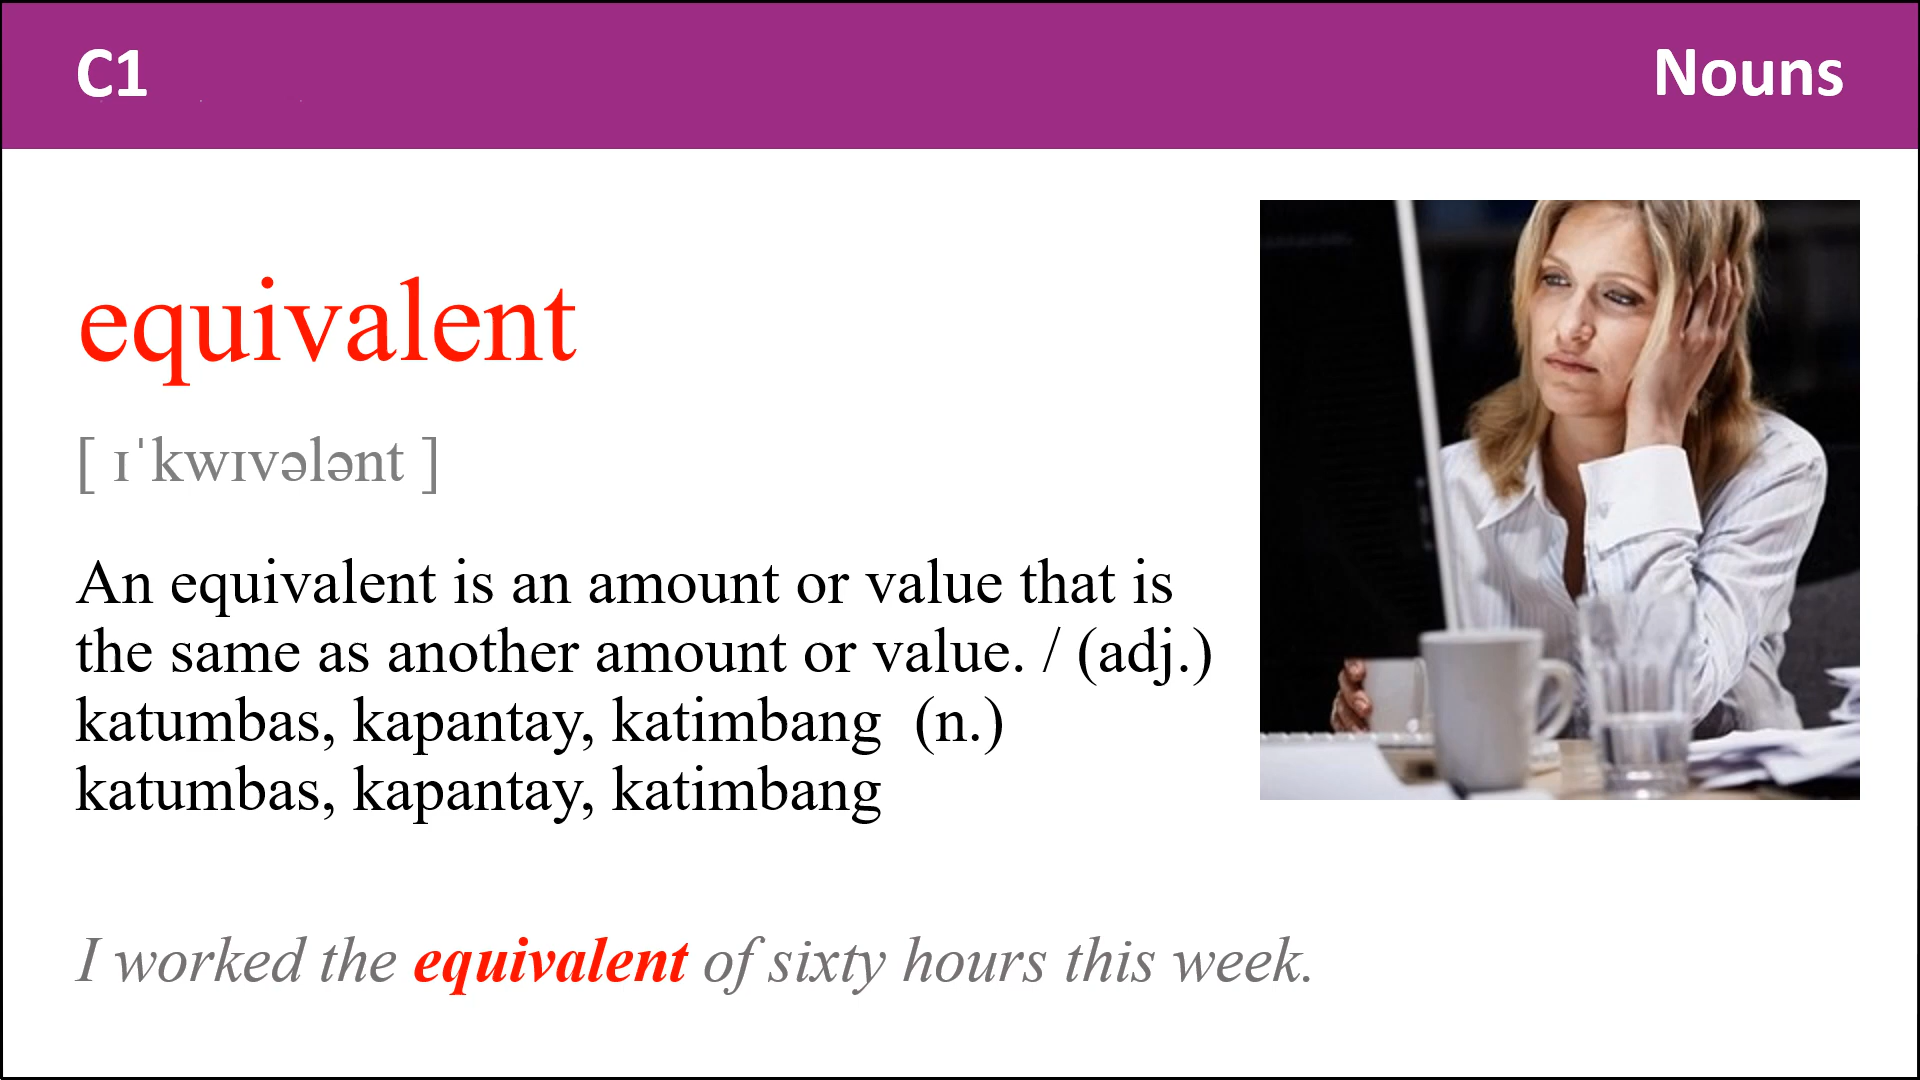 C1
Nouns
equivalent
[ ɪˈkwɪvələnt ]
An equivalent is an amount or value that is
the same as another amount or value. / (adj.)
katumbas, kapantay, katimbang  (n.)
katumbas, kapantay, katimbang
I worked the equivalent of sixty hours this week.